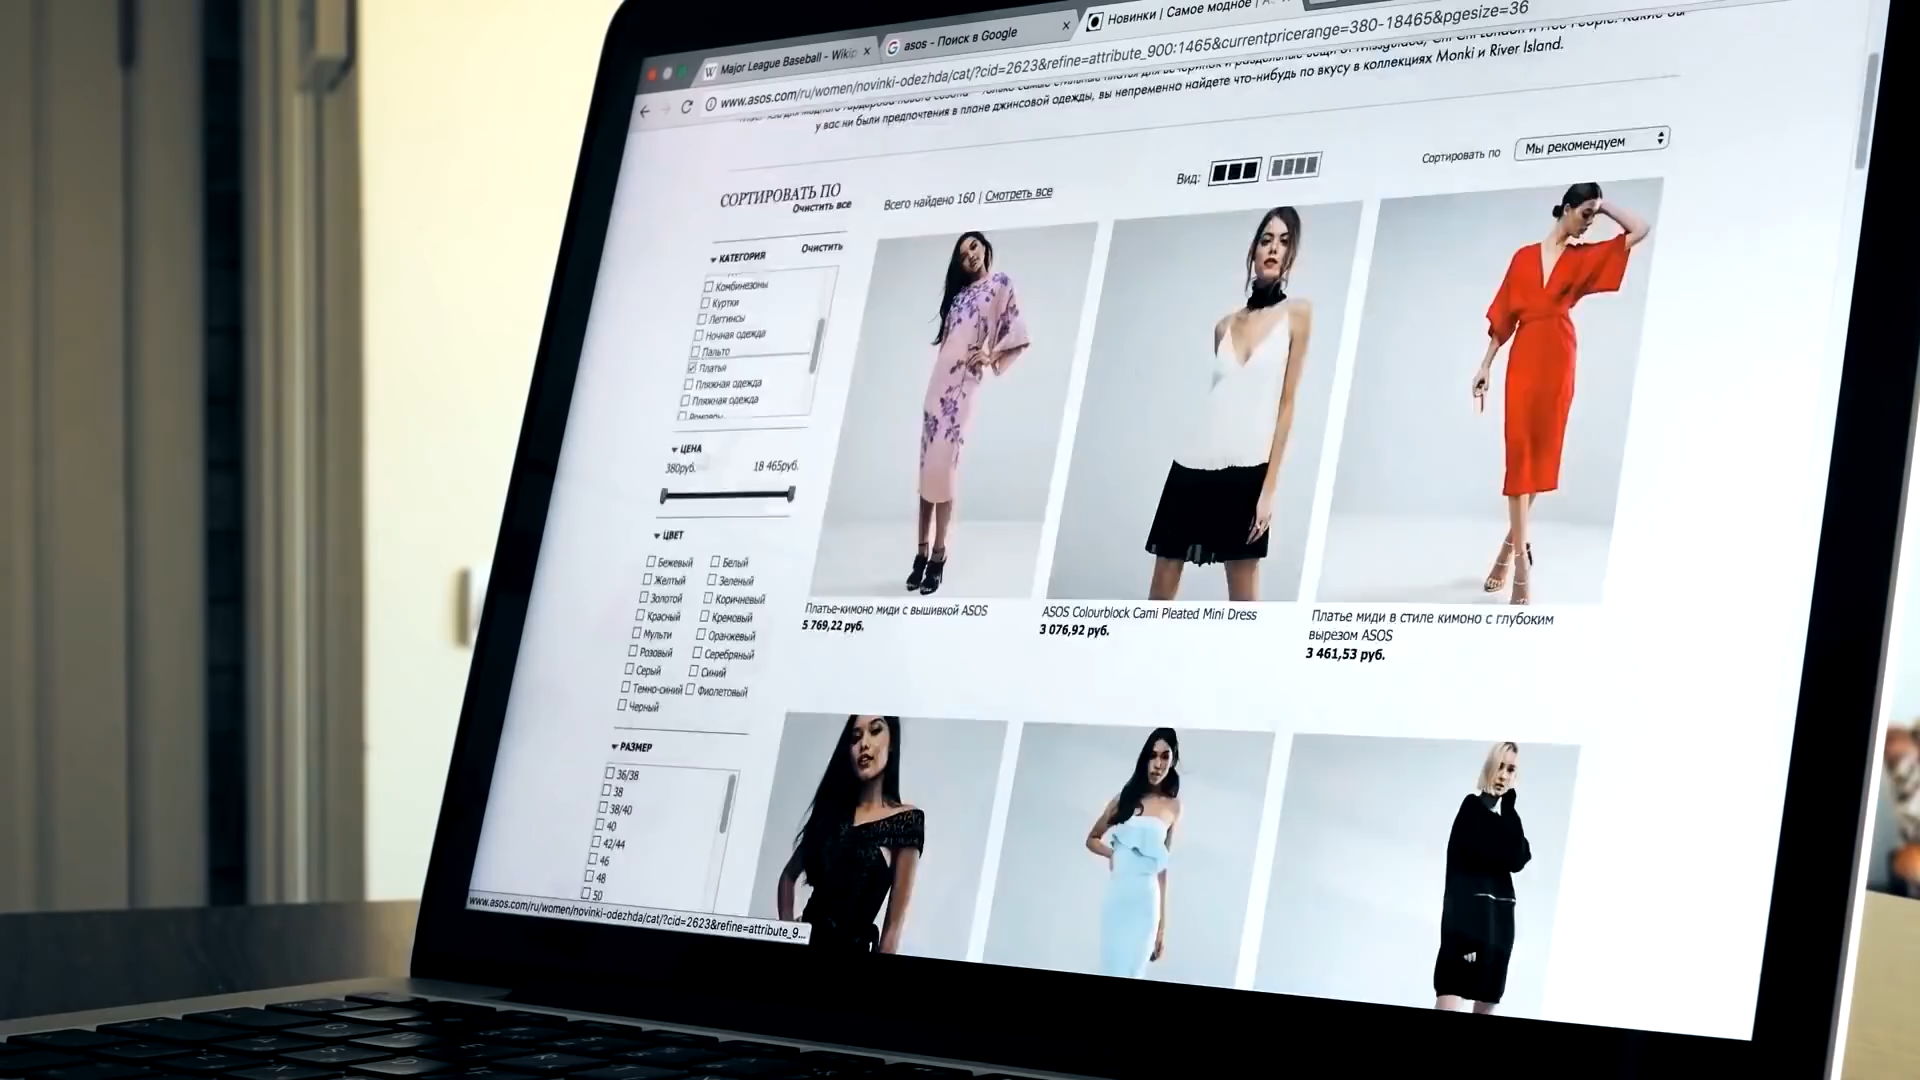 Major League Baseball - Wikip
asos - Поиск в Google
Новинки | Самое модное |
www.asos.com/ru/women/novinki-odezhda/cat/?cid=2623&refine=attribute_900:1465&currentpricerange=380-18465&pgesize=36
у вас ни были предпочтения в плане джинсовой одежды, вы непременно найдете что-нибудь по вкусу в коллекциях Monki и River Island.
СОРТИРОВАТЬ ПО
Очистить все
Всего найдено 160 | Смотреть все
Вид:
Сортировать по
Мы рекомендуем
КАТЕГОРИЯ
Очистить
Комбинезоны
Куртки
Леггинсы
Ночная одежда
Пальто
Платья
Пляжная одежда
Пляжная одежда
ЦЕНА
380руб.
18 465руб.
ЦВЕТ
Бежевый
Белый
Желтый
Зеленый
Золотой
Коричневый
Красный
Кремовый
Мульти
Оранжевый
Розовый
Серебряный
Серый
Синий
Темно-синий
Фиолетовый
Черный
РАЗМЕР
36/38
38
38/40
40
42/44
46
48
50
Платье-кимоно миди с вышивкой ASOS
5 769,22 руб.
ASOS Colourblock Cami Pleated Mini Dress
3 076,92 руб.
Платье миди в стиле кимоно с глубоким
вырезом ASOS
3 461,53 руб.
www.asos.com/ru/women/novinki-odezhda/cat/?cid=2623&refine=attribute_9...